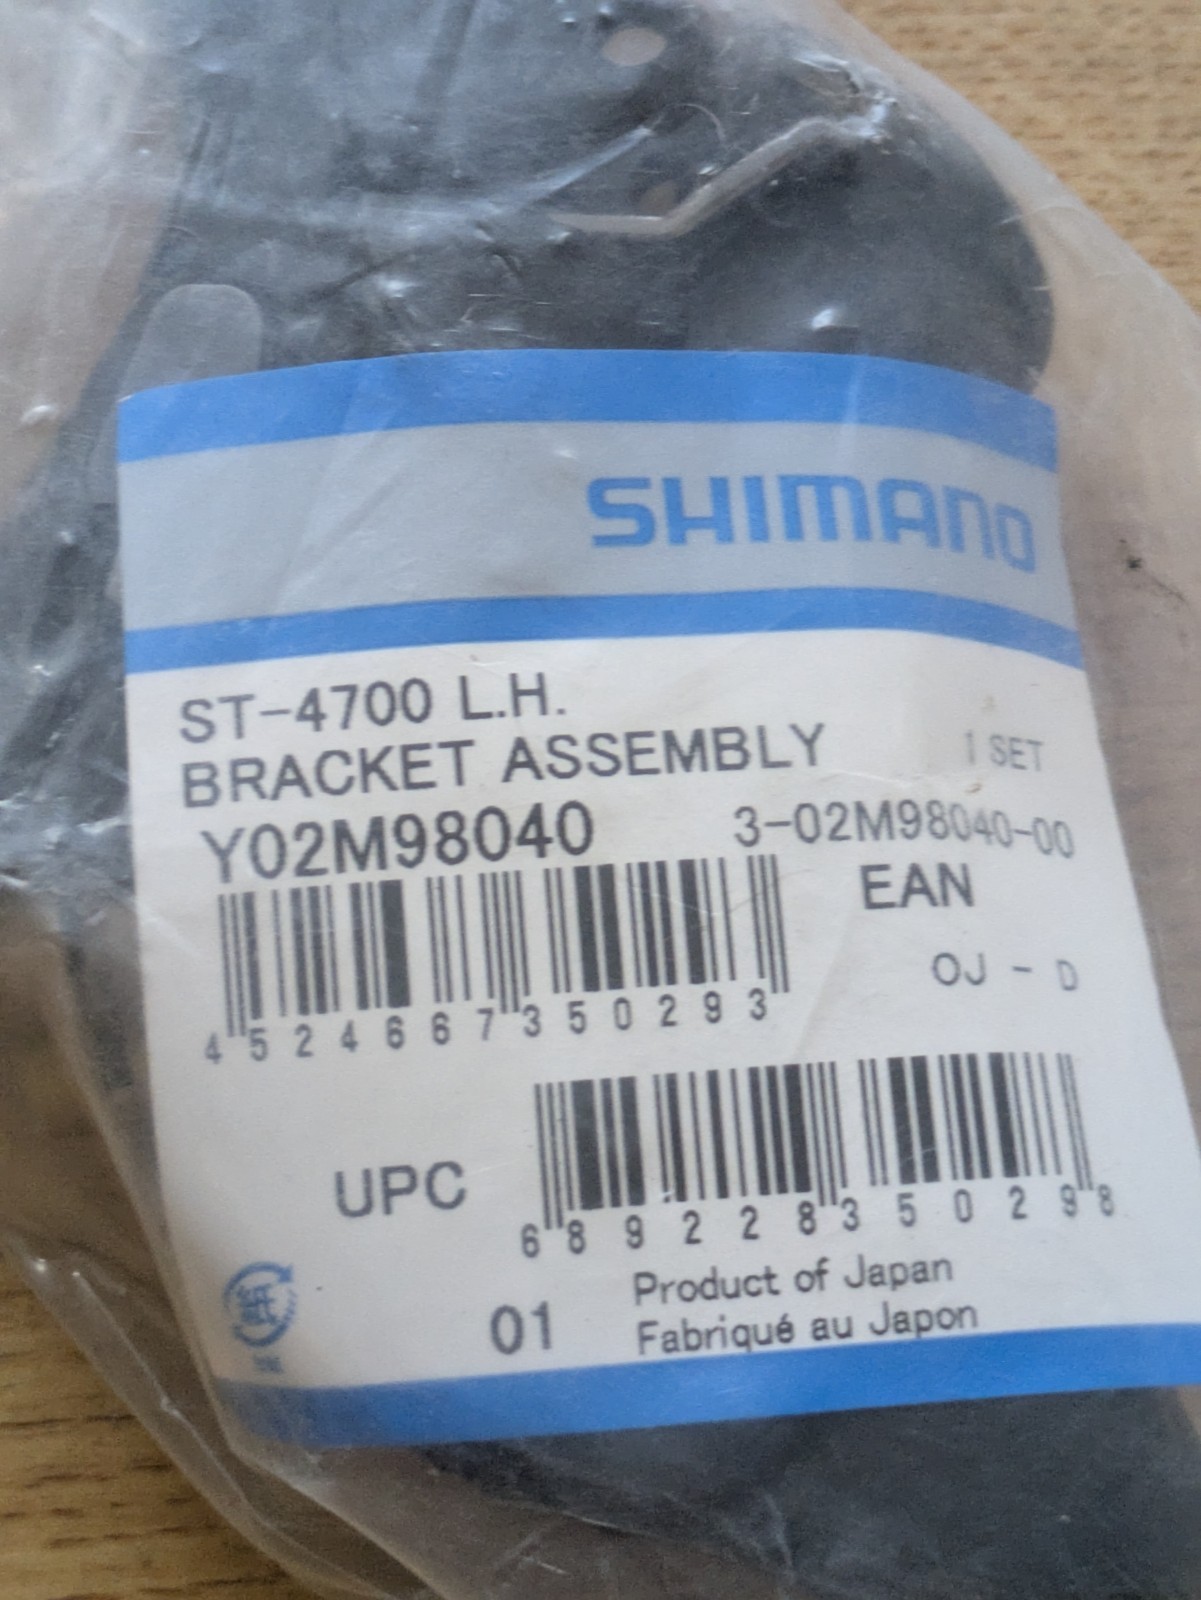 SHIMANO
ST-4700 L.H.
BRACKET ASSEMBLY 1 SET
Y02M98040 3-02M98040-00
EAN
OJ - D
4 524667 350293
UPC
6 89228 35029 8
紙
01 Product of Japan
Fabriqué au Japon